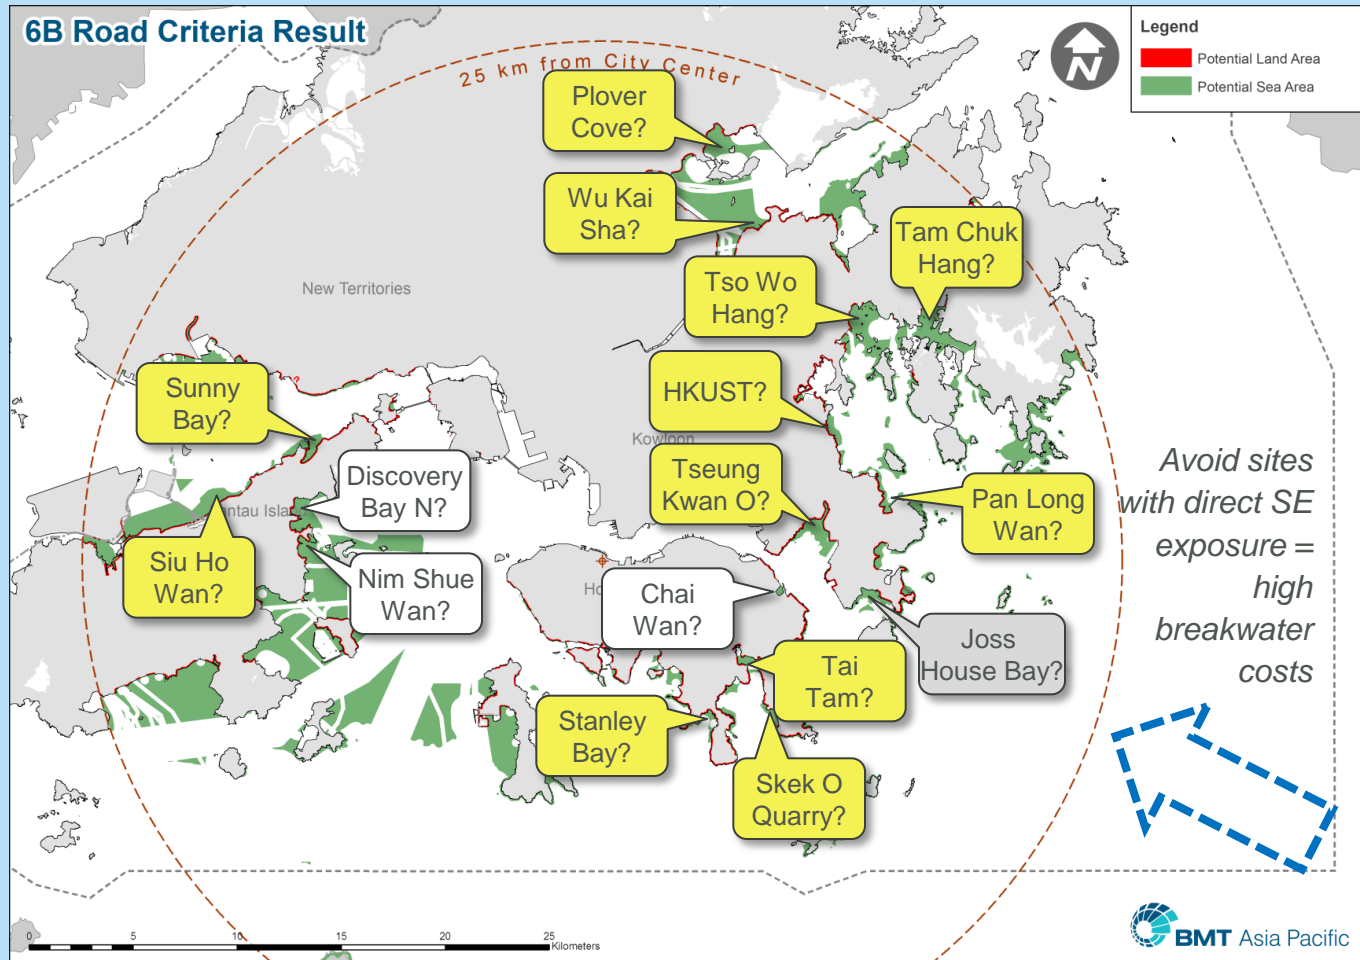 6B Road Criteria Result
25 km from City Center
N
Legend
Potential Land Area
Potential Sea Area
Plover
Cove?
Wu Kai
Sha?
Tam Chuk
Hang?
Tso Wo
Hang?
New Territories
HKUST?
Sunny
Bay?
Kowloon
Tseung
Kwan O?
Discovery
Bay N?
Pan Long
Wan?
Avoid sites
with direct SE
exposure =
high
breakwater
costs
ntau Island
Siu Ho
Wan?
Nim Shue
Wan?
Ho
Chai
Wan?
Joss
House Bay?
Tai
Tam?
Stanley
Bay?
Skek O
Quarry?
0 5 10 15 20 25
Kilometers
BMT Asia Pacific